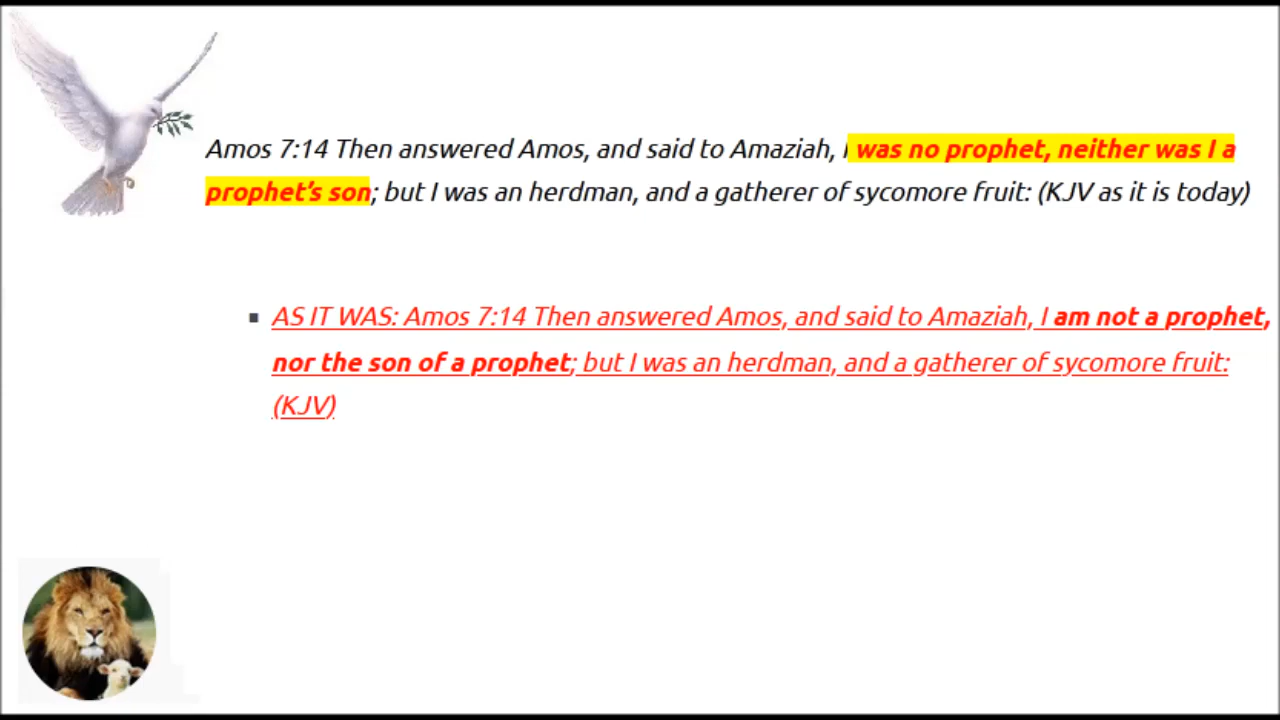 Amos 7:14 Then answered Amos, and said to Amaziah, I was no prophet, neither was I a
prophet’s son; but I was an herdman, and a gatherer of sycomore fruit: (KJV as it is today)
▪ AS IT WAS: Amos 7:14 Then answered Amos, and said to Amaziah, I am not a prophet,
nor the son of a prophet; but I was an herdman, and a gatherer of sycomore fruit:
(KJV)